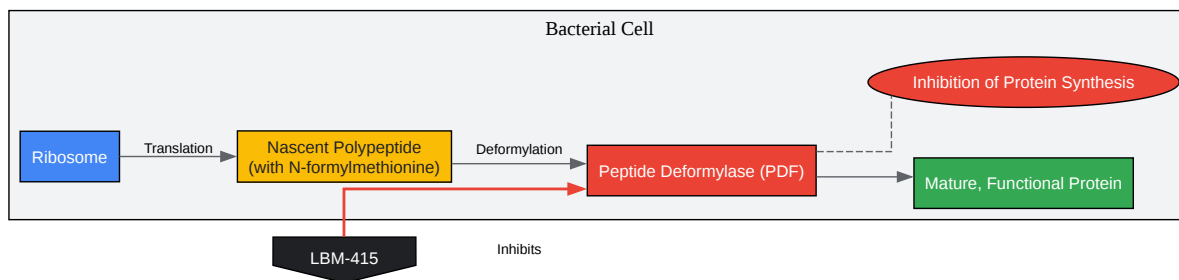 Bacterial Cell
Inhibition of Protein Synthesis
Ribosome
Translation
Nascent Polypeptide
(with N-formylmethionine)
Deformylation
Peptide Deformylase (PDF)
Mature, Functional Protein
LBM-415
Inhibits